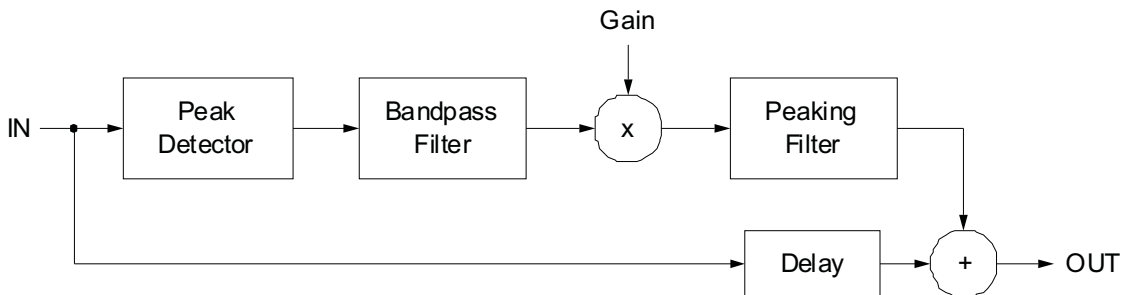 Gain
IN
Peak
Detector
Bandpass
Filter
x
Peaking
Filter
Delay
+
OUT